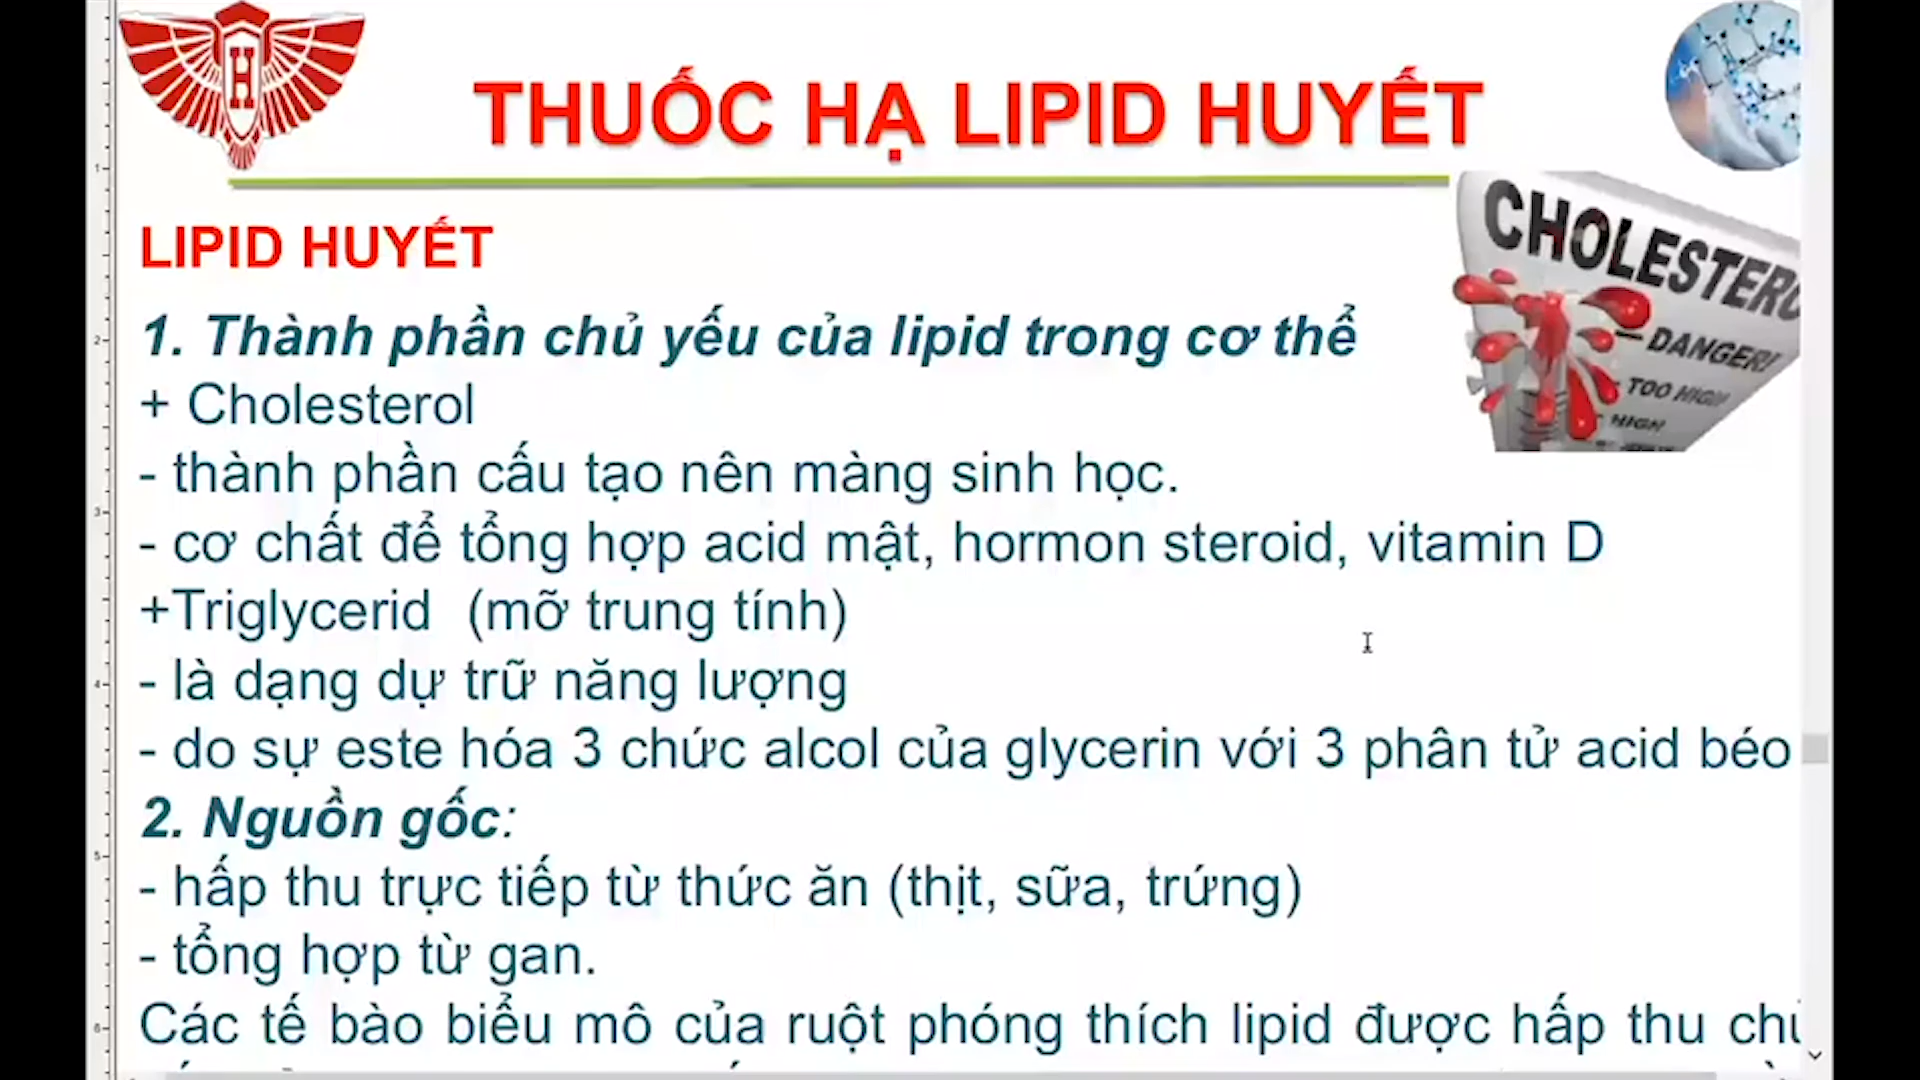 THUỐC HẠ LIPID HUYẾT
LIPID HUYẾT
CHOLESTERO
DANGER!
TOO HIGH
HIGH
1. Thành phần chủ yếu của lipid trong cơ thể
+ Cholesterol
- thành phần cấu tạo nên màng sinh học.
- cơ chất để tổng hợp acid mật, hormon steroid, vitamin D
+Triglycerid (mỡ trung tính)
- là dạng dự trữ năng lượng
- do sự este hóa 3 chức alcol của glycerin với 3 phân tử acid béo
2. Nguồn gốc:
- hấp thu trực tiếp từ thức ăn (thịt, sữa, trứng)
- tổng hợp từ gan.
Các tế bào biểu mô của ruột phóng thích lipid được hấp thu